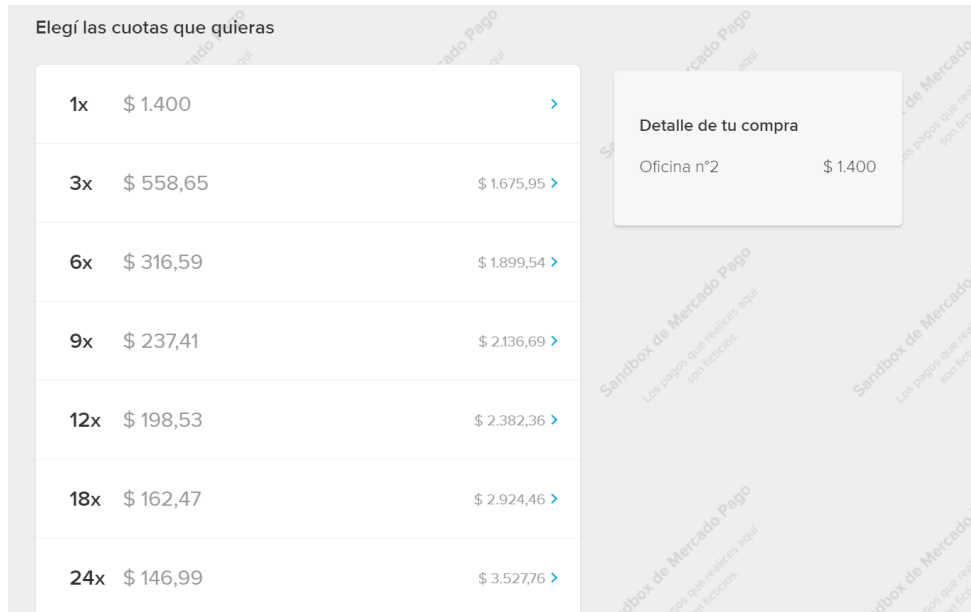 Elegí las cuotas que quieras
1x $ 1.400
3x $ 558,65 $ 1.675,95
6x $ 316,59 $ 1.899,54
9x $ 237,41 $ 2.136,69
12x $ 198,53 $ 2.382,36
18x $ 162,47 $ 2.924,46
24x $ 146,99 $ 3.527,76
Detalle de tu compra
Oficina n°2 $ 1.400
Sandbox de Mercado Pago
Los pagos que realices aquí
son ficticios